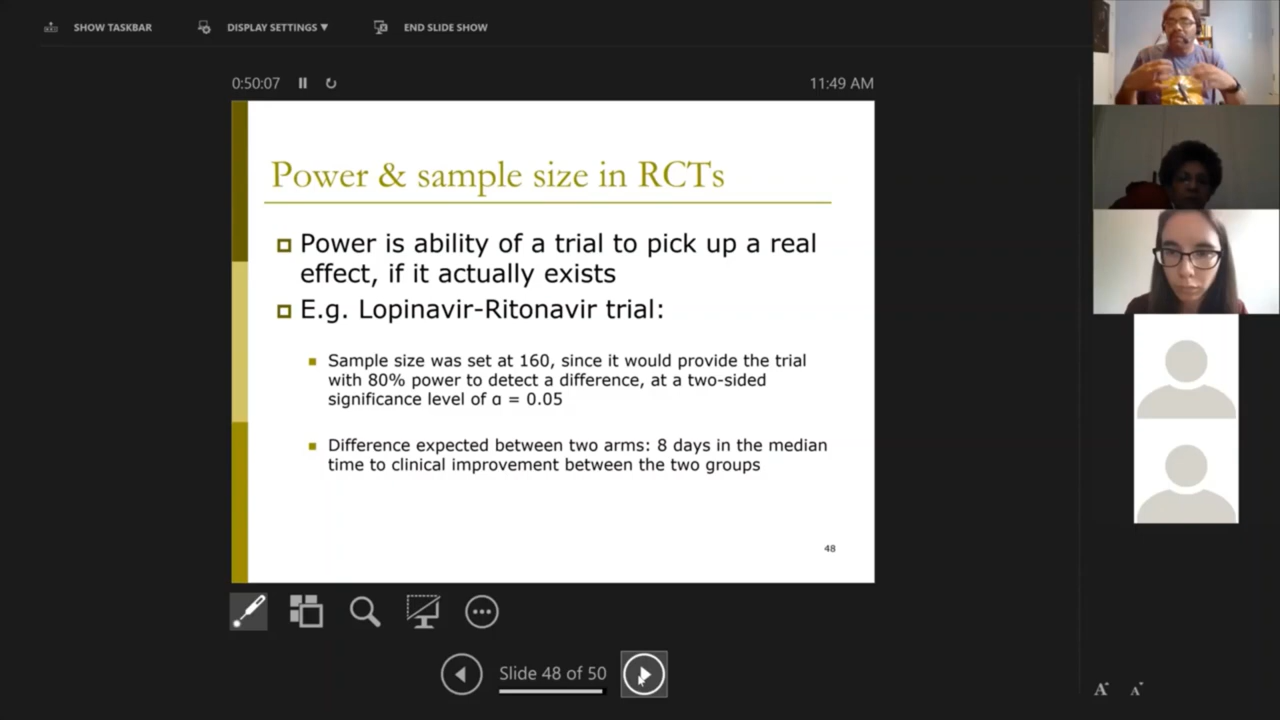 SHOW TASKBAR
DISPLAY SETTINGS ▼
END SLIDE SHOW
0:50:07
11:49 AM
Power & sample size in RCTs
Power is ability of a trial to pick up a real
effect, if it actually exists
E.g. Lopinavir-Ritonavir trial:
Sample size was set at 160, since it would provide the trial
with 80% power to detect a difference, at a two-sided
significance level of α = 0.05
Difference expected between two arms: 8 days in the median
time to clinical improvement between the two groups
48
Slide 48 of 50
A
A